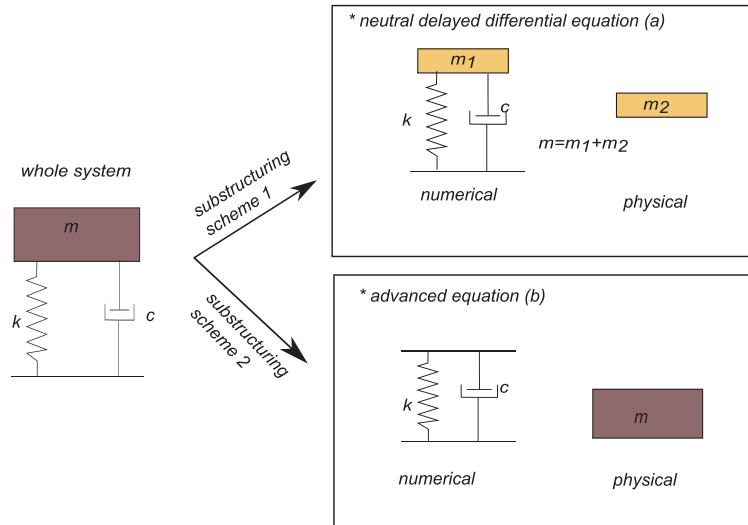 whole system
m
k
c
substructuring
scheme 1
substructuring
scheme 2
* neutral delayed differential equation (a)
m1
k
c
m2
m=m1+m2
numerical
physical
* advanced equation (b)
k
c
m
numerical
physical